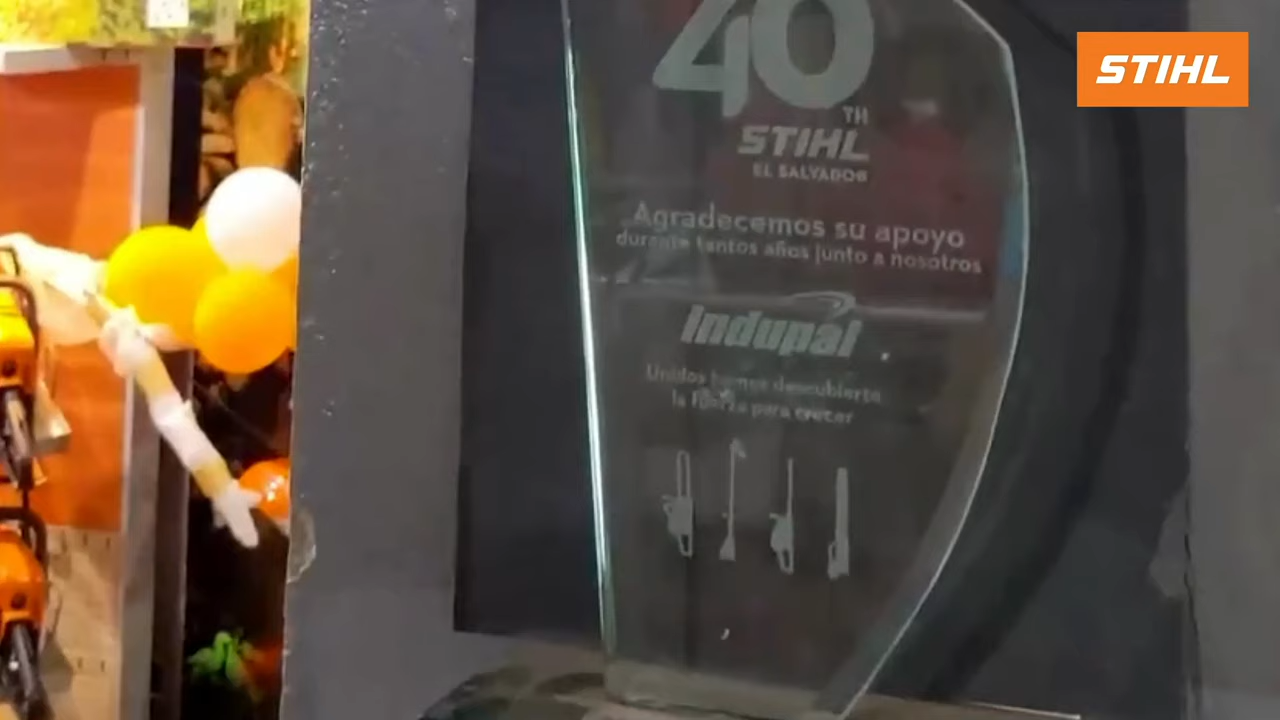 STIHL
40
TH
STIHL
EL SALVADOR
Agradecemos su apoyo
durante tantos años junto a nosotros
Indupal
Unidos hemos descubierto
la fuerza para crecer